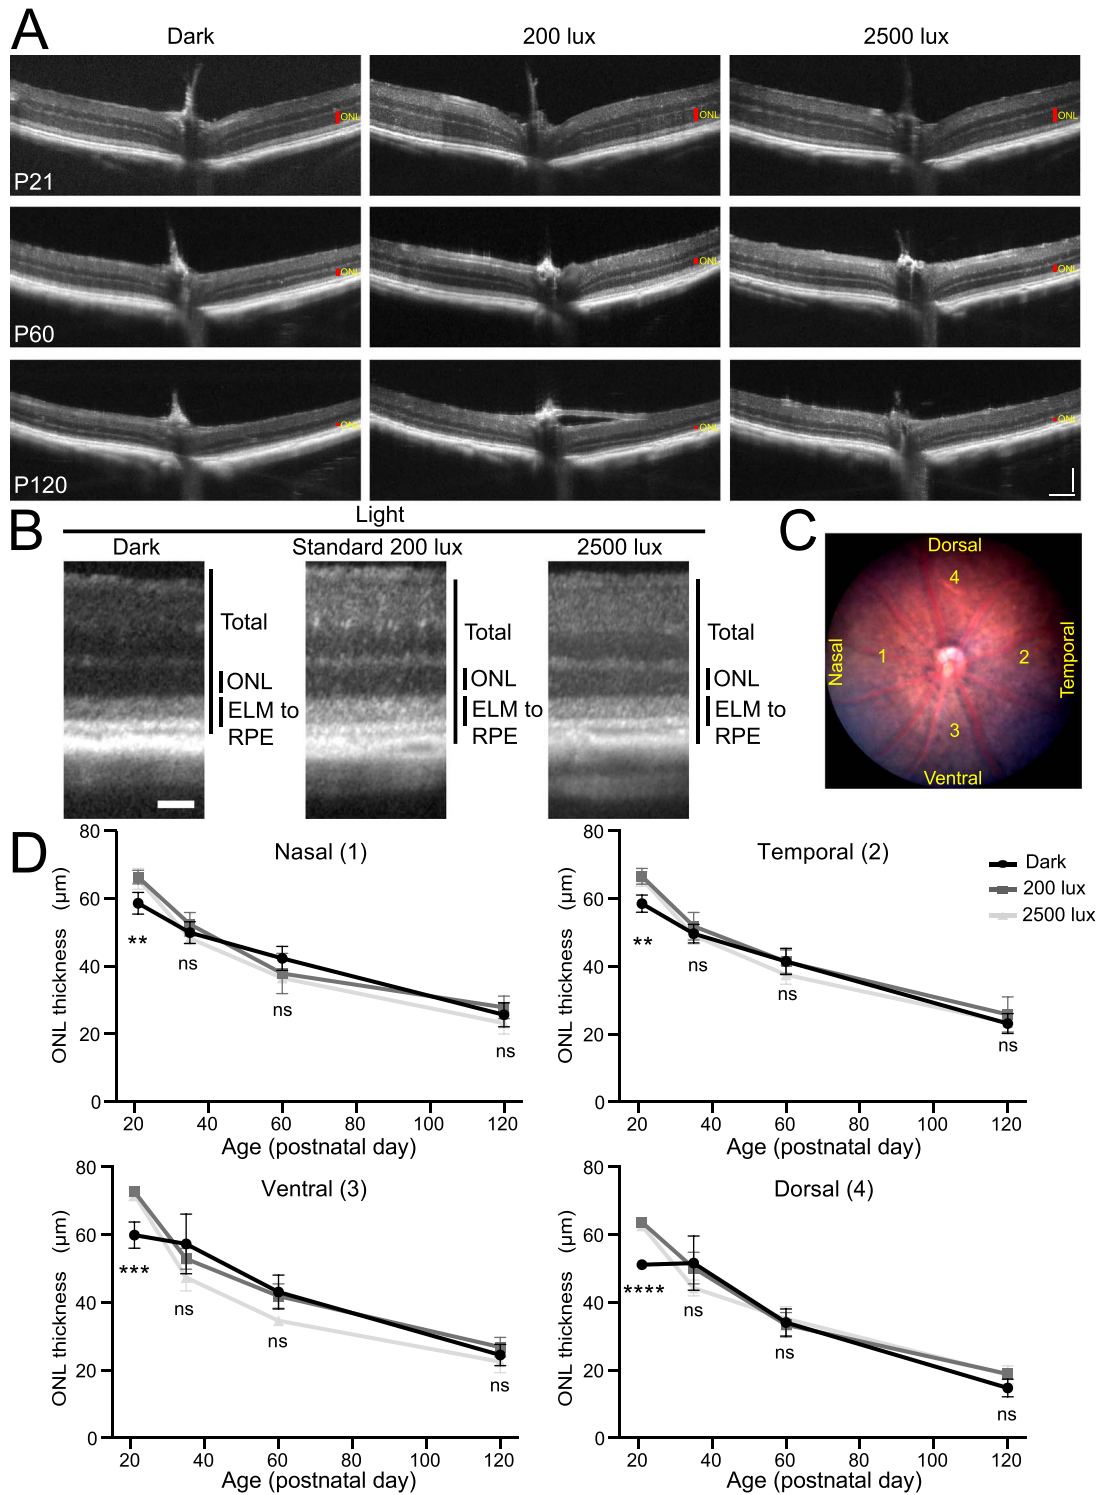 A
Dark
200 lux
2500 lux
ONL
ONL
ONL
P21
ONL
ONL
ONL
P60
ONL
ONL
ONL
P120
B
Light
Dark
Standard 200 lux
2500 lux
Total
ONL
ELM to
RPE
Total
ONL
ELM to
RPE
Total
ONL
ELM to
RPE
C
Dorsal
4
Nasal
1
2
Temporal
3
Ventral
D
Nasal (1)
ONL thickness (µm)
80
60
40
20
0
**
ns
ns
ns
20 40 60 80 100 120
Age (postnatal day)
Temporal (2)
ONL thickness (µm)
80
60
40
20
0
**
ns
ns
ns
20 40 60 80 100 120
Age (postnatal day)
Dark
200 lux
2500 lux
Ventral (3)
ONL thickness (µm)
80
60
40
20
0
***
ns
ns
ns
20 40 60 80 100 120
Age (postnatal day)
Dorsal (4)
ONL thickness (µm)
80
60
40
20
0
****
ns
ns
ns
20 40 60 80 100 120
Age (postnatal day)